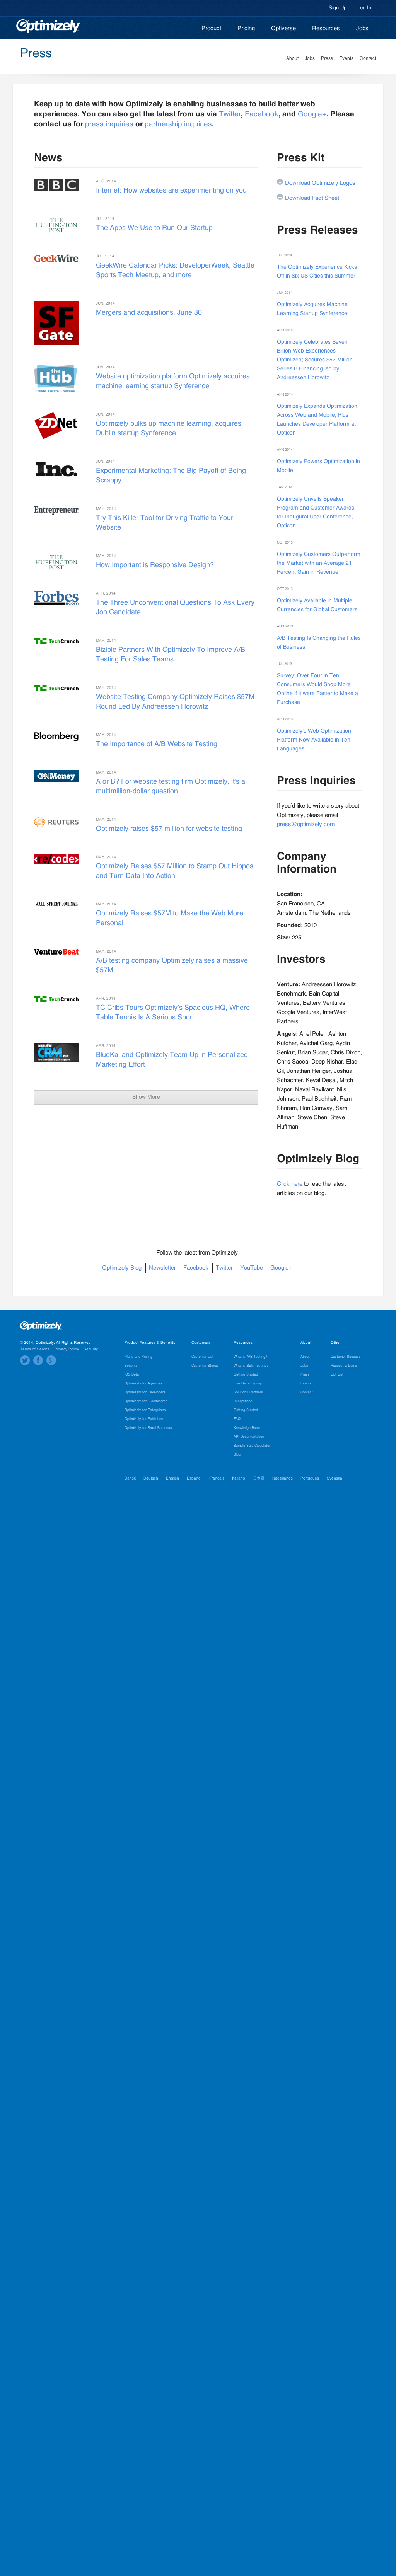 Sign Up Log In
Optimizely
Product Pricing Optiverse Resources Jobs
Press
About Jobs Press Events Contact
Keep up to date with how Optimizely is enabling businesses to build better web
experiences. You can also get the latest from us via Twitter, Facebook, and Google+. Please
contact us for press inquiries or partnership inquiries.
News
BBC
AUG, 2014
Internet: How websites are experimenting on you
THE
HUFFINGTON
POST
JUL, 2014
The Apps We Use to Run Our Startup
GeekWire
JUL, 2014
GeekWire Calendar Picks: DeveloperWeek, Seattle
Sports Tech Meetup, and more
SF
Gate
JUN, 2014
Mergers and acquisitions, June 30
the
Hub
JUN, 2014
Website optimization platform Optimizely acquires
machine learning startup Synference
ZDNet
JUN, 2014
Optimizely bulks up machine learning, acquires
Dublin startup Synference
Inc.
JUN, 2014
Experimental Marketing: The Big Payoff of Being
Scrappy
Entrepreneur
MAY, 2014
Try This Killer Tool for Driving Traffic to Your
Website
THE
HUFFINGTON
POST
MAY, 2014
How Important is Responsive Design?
Forbes
.com
APR, 2014
The Three Unconventional Questions To Ask Every
Job Candidate
TechCrunch
MAR, 2014
Bizible Partners With Optimizely To Improve A/B
Testing For Sales Teams
TechCrunch
MAY, 2014
Website Testing Company Optimizely Raises $57M
Round Led By Andreessen Horowitz
Bloomberg
MAY, 2014
The Importance of A/B Website Testing
CNNMoney
MAY, 2014
A or B? For website testing firm Optimizely, it's a
multimillion-dollar question
REUTERS
MAY, 2014
Optimizely raises $57 million for website testing
<re/code>
MAY, 2014
Optimizely Raises $57 Million to Stamp Out Hippos
and Turn Data Into Action
WALL STREET JOURNAL
MAY, 2014
Optimizely Raises $57M to Make the Web More
Personal
VentureBeat
MAY, 2014
A/B testing company Optimizely raises a massive
$57M
TechCrunch
APR, 2014
TC Cribs Tours Optimizely's Spacious HQ, Where
Table Tennis Is A Serious Sport
CRM.com
APR, 2014
BlueKai and Optimizely Team Up in Personalized
Marketing Effort
Show More
Press Kit
Download Optimizely Logos
Download Fact Sheet
Press Releases
JUL 2014
The Optimizely Experience Kicks
Off in Six US Cities this Summer
JUN 2014
Optimizely Acquires Machine
Learning Startup Synference
APR 2014
Optimizely Celebrates Seven
Billion Web Experiences
Optimized; Secures $57 Million
Series B Financing led by
Andreessen Horowitz
APR 2014
Optimizely Expands Optimization
Across Web and Mobile, Plus
Launches Developer Platform at
Opticon
APR 2014
Optimizely Powers Optimization in
Mobile
JAN 2014
Optimizely Unveils Speaker
Program and Customer Awards
for Inaugural User Conference,
Opticon
OCT 2013
Optimizely Customers Outperform
the Market with an Average 21
Percent Gain in Revenue
OCT 2013
Optimizely Available in Multiple
Currencies for Global Customers
AUG 2013
A/B Testing Is Changing the Rules
of Business
JUL 2013
Survey: Over Four in Ten
Consumers Would Shop More
Online if it were Faster to Make a
Purchase
APR 2013
Optimizely's Web Optimization
Platform Now Available in Ten
Languages
Press Inquiries
If you'd like to write a story about
Optimizely, please email
press@optimizely.com
Company
Information
Location:
San Francisco, CA
Amsterdam, The Netherlands
Founded: 2010
Size: 225
Investors
Venture: Andreessen Horowitz,
Benchmark, Bain Capital
Ventures, Battery Ventures,
Google Ventures, InterWest
Partners
Angels: Ariel Poler, Ashton
Kutcher, Avichal Garg, Aydin
Senkut, Brian Sugar, Chris Dixon,
Chris Sacca, Deep Nishar, Elad
Gil, Jonathan Heiliger, Joshua
Schachter, Keval Desai, Mitch
Kapor, Naval Ravikant, Nils
Johnson, Paul Buchheit, Ram
Shriram, Ron Conway, Sam
Altman, Steve Chen, Steve
Huffman
Optimizely Blog
Click here to read the latest
articles on our blog.
Follow the latest from Optimizely:
Optimizely Blog Newsletter Facebook Twitter YouTube Google+
Optimizely
© 2014. Optimizely. All Rights Reserved
Terms of Service Privacy Policy Security
Product Features & Benefits
Plans and Pricing
Benefits
iOS Beta
Optimizely for Agencies
Optimizely for Developers
Optimizely for E-commerce
Optimizely for Enterprises
Optimizely for Publishers
Optimizely for Small Business
Customers
Customer List
Customer Stories
Resources
What is A/B Testing?
What is Split Testing?
Live Demo Signup
Getting Started
Solutions Partners
Integrations
Getting Started
FAQ
Knowledge Base
API Documentation
Sample Size Calculator
Blog
About
About
Jobs
Press
Events
Contact
Other
Customer Success
Request a Demo
Opt Out
Dansk Deutsch English Español Français Italiano 日本語 Nederlands Português Svenska